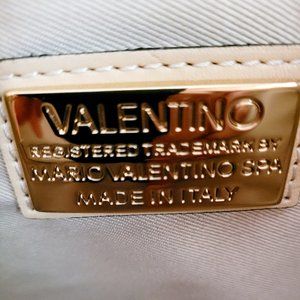 VALENTINO
REGISTERED TRADEMARK BY
MARIO VALENTINO SPA
MADE IN ITALY